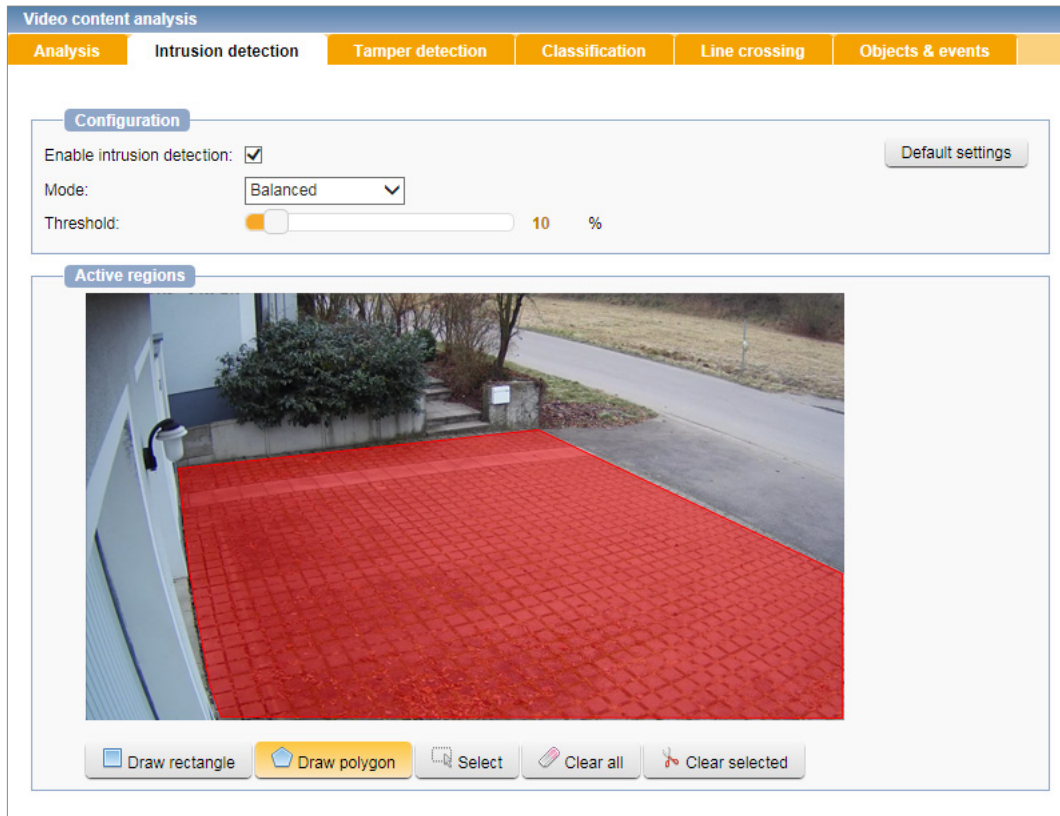 Video content analysis
Analysis Intrusion detection Tamper detection Classification Line crossing Objects & events
Configuration
Enable intrusion detection: Default settings
Mode: Balanced
Threshold: 10 %
Active regions
Draw rectangle Draw polygon Select Clear all Clear selected